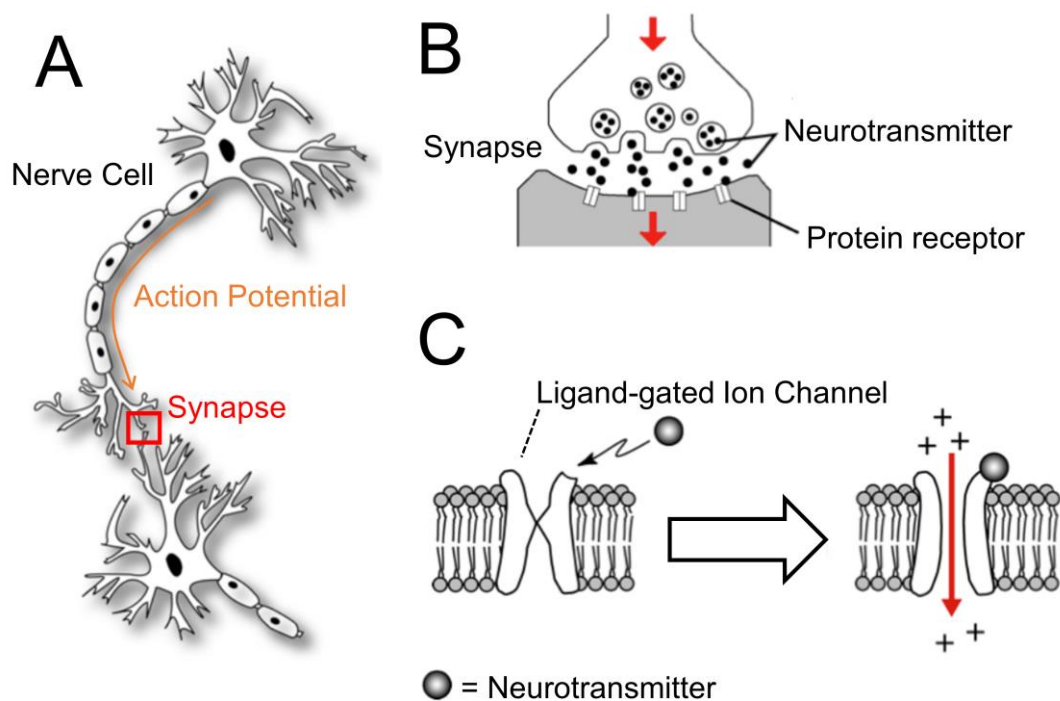 A
Nerve Cell
Action Potential
Synapse
B
Synapse
Neurotransmitter
Protein receptor
C
Ligand-gated Ion Channel
+ + +
+ +
= Neurotransmitter